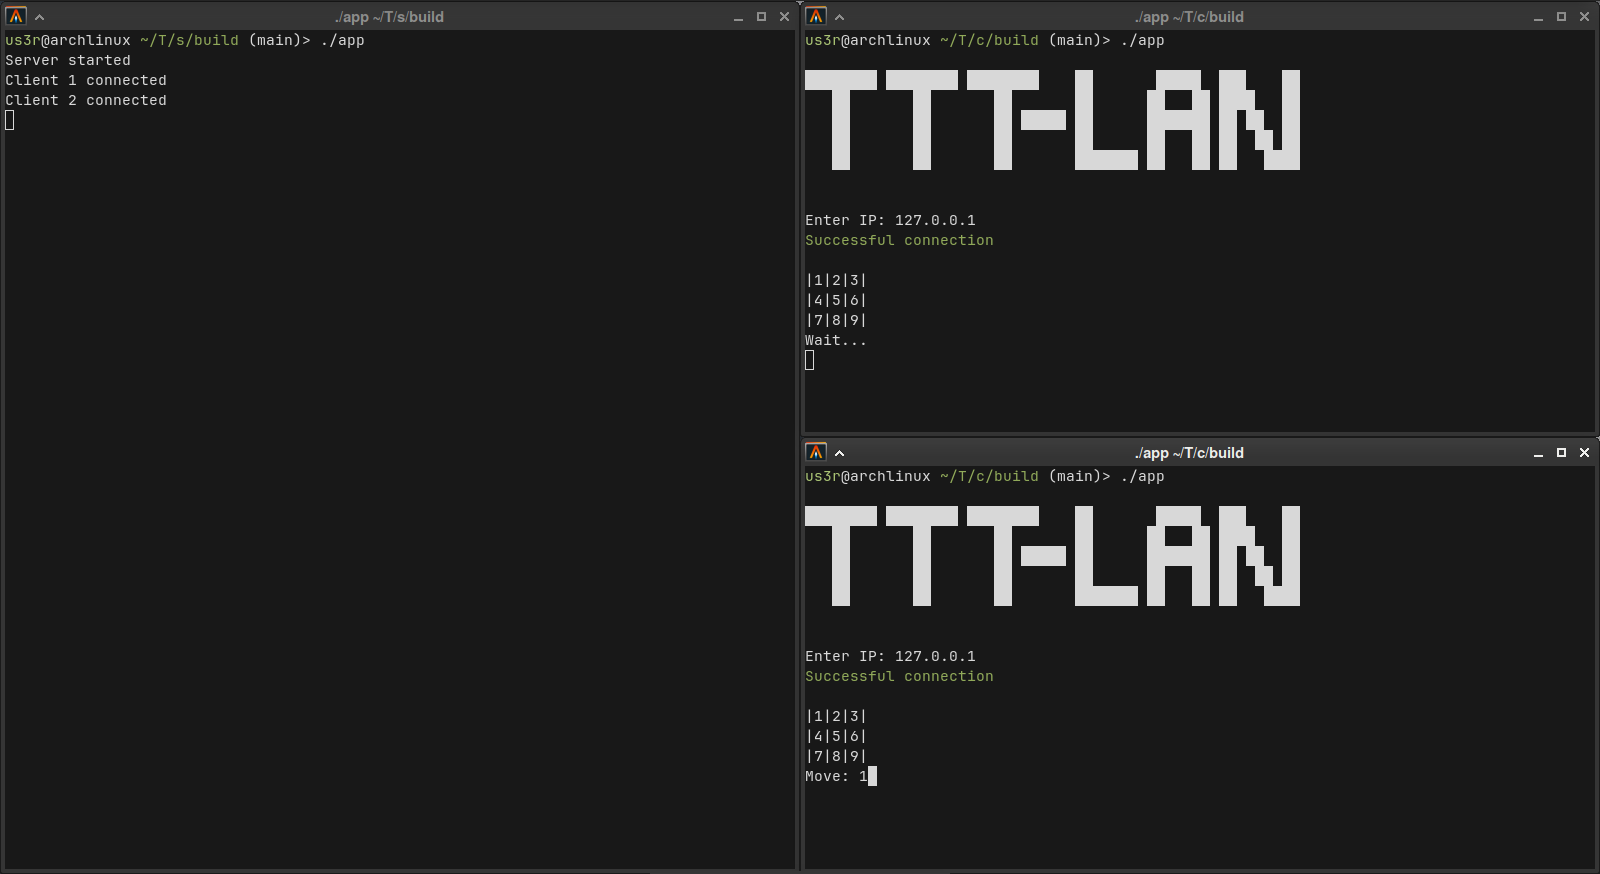 ./app ~/T/s/build
us3r@archlinux ~/T/s/build (main)> ./app
Server started
Client 1 connected
Client 2 connected
./app ~/T/c/build
us3r@archlinux ~/T/c/build (main)> ./app
TTT-LAN
Enter IP: 127.0.0.1
Successful connection
|1|2|3|
|4|5|6|
|7|8|9|
Wait...
./app ~/T/c/build
us3r@archlinux ~/T/c/build (main)> ./app
TTT-LAN
Enter IP: 127.0.0.1
Successful connection
|1|2|3|
|4|5|6|
|7|8|9|
Move: 1